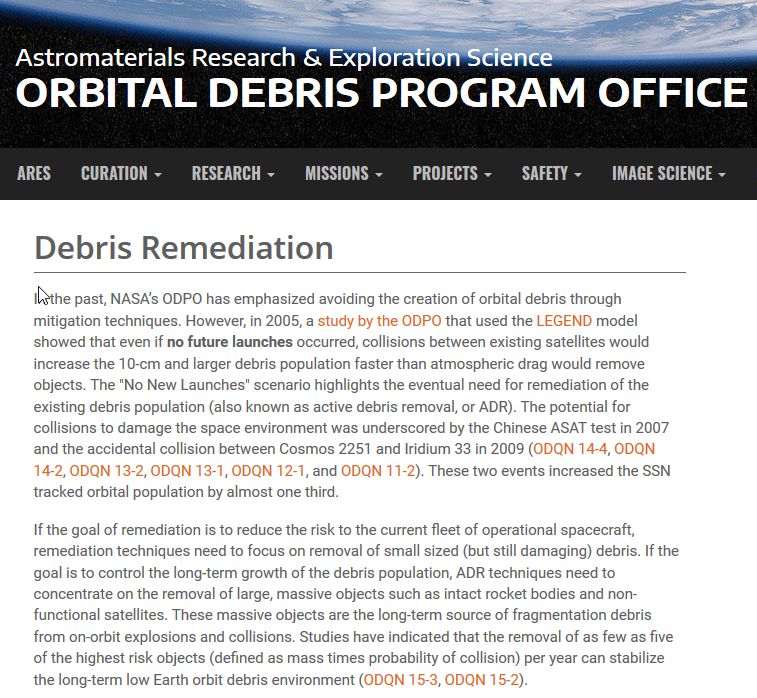 Astromaterials Research & Exploration Science
ORBITAL DEBRIS PROGRAM OFFICE
ARES CURATION RESEARCH MISSIONS PROJECTS SAFETY IMAGE SCIENCE
Debris Remediation
In the past, NASA's ODPO has emphasized avoiding the creation of orbital debris through
mitigation techniques. However, in 2005, a study by the ODPO that used the LEGEND model
showed that even if no future launches occurred, collisions between existing satellites would
increase the 10-cm and larger debris population faster than atmospheric drag would remove
objects. The "No New Launches" scenario highlights the eventual need for remediation of the
existing debris population (also known as active debris removal, or ADR). The potential for
collisions to damage the space environment was underscored by the Chinese ASAT test in 2007
and the accidental collision between Cosmos 2251 and Iridium 33 in 2009 (ODQN 14-4, ODQN
14-2, ODQN 13-2, ODQN 13-1, ODQN 12-1, and ODQN 11-2). These two events increased the SSN
tracked orbital population by almost one third.
If the goal of remediation is to reduce the risk to the current fleet of operational spacecraft,
remediation techniques need to focus on removal of small sized (but still damaging) debris. If the
goal is to control the long-term growth of the debris population, ADR techniques need to
concentrate on the removal of large, massive objects such as intact rocket bodies and non-
functional satellites. These massive objects are the long-term source of fragmentation debris
from on-orbit explosions and collisions. Studies have indicated that the removal of as few as five
of the highest risk objects (defined as mass times probability of collision) per year can stabilize
the long-term low Earth orbit debris environment (ODQN 15-3, ODQN 15-2).